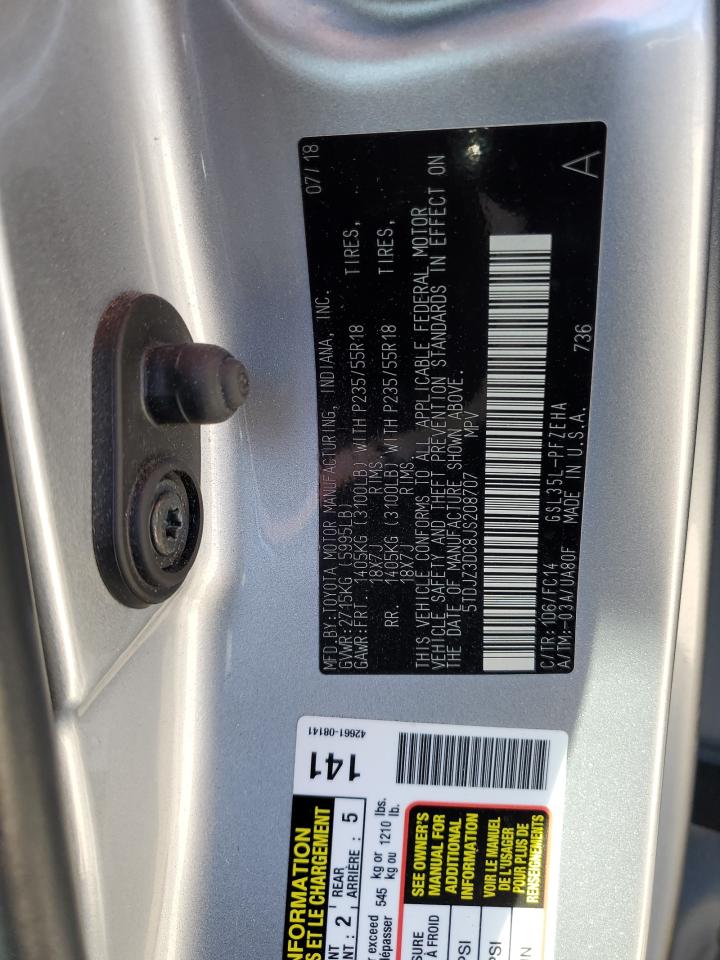 MFD.BY:TOYOTA MOTOR MANUFACTURING, INDIANA, INC. 07/18
GVWR:2715KG (5995LB)
GAWR:FRT. 1405KG (3100LB) WITH P235/55R18 TIRES,
18X7J RIMS
RR. 1405KG (3100LB) WITH P235/55R18 TIRES,
18X7J RIMS
THIS VEHICLE CONFORMS TO ALL APPLICABLE FEDERAL MOTOR
VEHICLE SAFETY AND THEFT PREVENTION STANDARDS IN EFFECT ON
THE DATE OF MANUFACTURE SHOWN ABOVE.
5TDJZ3DC8JS208707 MPV
736
C/TR:1D6/FC14 GSL35L-PFZEHA
A/TM:-03A/UA80F MADE IN U.S.A. A
42661-08141
141
NFORMATION
S ET LE CHARGEMENT
NT : 2 REAR
ARRIÈRE : 5
exceed 545 kg or 1210 lbs.
dépasser kg ou lb.
SEE OWNER'S
MANUAL FOR
ADDITIONAL
INFORMATION
VOIR LE MANUEL
DE L'USAGER
POUR PLUS DE
RENSEIGNEMENTS
SURE
À FROID
PSI
PSI